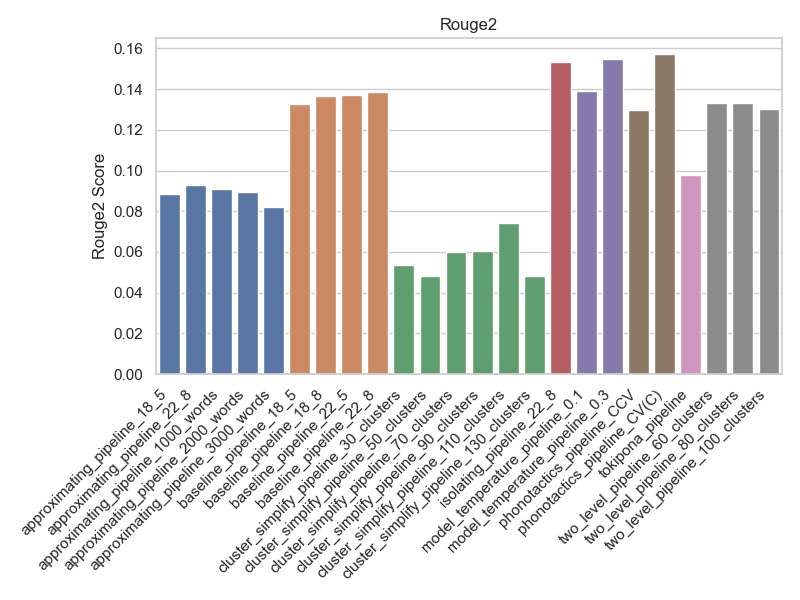 Rouge2
Rouge2 Score
0.16
0.14
0.12
0.10
0.08
0.06
0.04
0.02
0.00
approximating_pipeline_18_5
approximating_pipeline_22_8
approximating_pipeline_1000_words
approximating_pipeline_2000_words
approximating_pipeline_3000_words
baseline_pipeline_18_5
baseline_pipeline_18_8
baseline_pipeline_22_5
baseline_pipeline_22_8
cluster_simplify_pipeline_30_clusters
cluster_simplify_pipeline_50_clusters
cluster_simplify_pipeline_70_clusters
cluster_simplify_pipeline_90_clusters
cluster_simplify_pipeline_110_clusters
cluster_simplify_pipeline_130_clusters
isolating_pipeline_22_8
model_temperature_pipeline_0.1
model_temperature_pipeline_0.3
phonotactics_pipeline_CCV
phonotactics_pipeline_CV(C)
tokipona_pipeline
two_level_pipeline_60_clusters
two_level_pipeline_80_clusters
two_level_pipeline_100_clusters